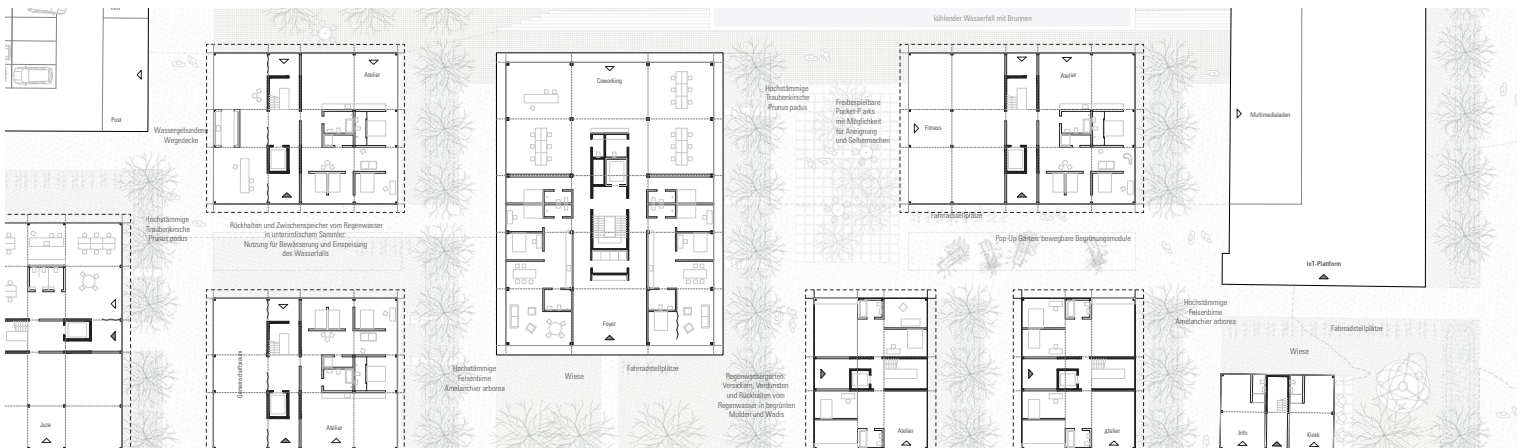 kühlender Wasserfall mit Brunnen
Atelier
Coworking
Atelier
Hochstämmige
Traubenkirsche
Prunus padus
Freibespielbare
Pocket-P arks
mit Möglichkeit
für Aneignung
und Selbermachen
Post
Wassergebundene
Wegedecke
Fitness
Multimedialaden
Hochstämmige
Traubenkirsche
Prunus padus
Rückhalten und Zwischenspeicher vom Regenwasser
in unterirdischem Sammler:
Nutzung für Bewässerung und Einspeisung
des Wasserfalls
Fahrradstellplätze
Pop-Up Gärten: bewegbare Begrünungsmodule
IoT-Plattform
Foyer
Hochstämmige
Felsenbirne
Amelanchier arborea
Fahrradstellplätze
Wiese
Gemeinschaftsraum
Hochstämmige
Felsenbirne
Amelanchier arborea
Wiese
Fahrradstellplätze
Regenwassergärten:
Versickern, Verdunsten
und Rückhalten vom
Regenwasser in begrünten
Mulden und Wadis
Juze
Atelier
Atelier
Atelier
Info
Kiosk